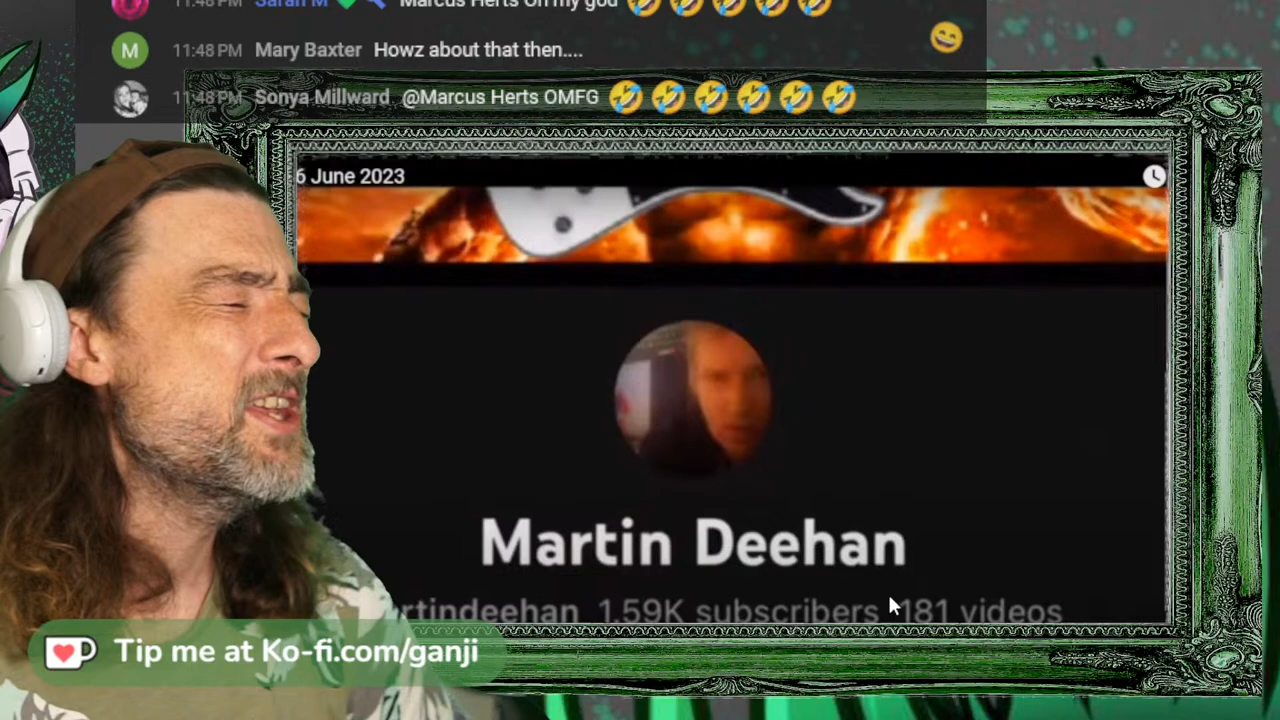 11:48 PM Sarah M Marcus Herts Oh my god 🤣🤣🤣🤣🤣
M 11:48 PM Mary Baxter Howz about that then....
11:48 PM Sonya Millward @Marcus Herts OMFG 🤣🤣🤣🤣🤣🤣
6 June 2023
Martin Deehan
rtindeehan 1.59K subscribers 181 videos
Tip me at Ko-fi.com/ganji